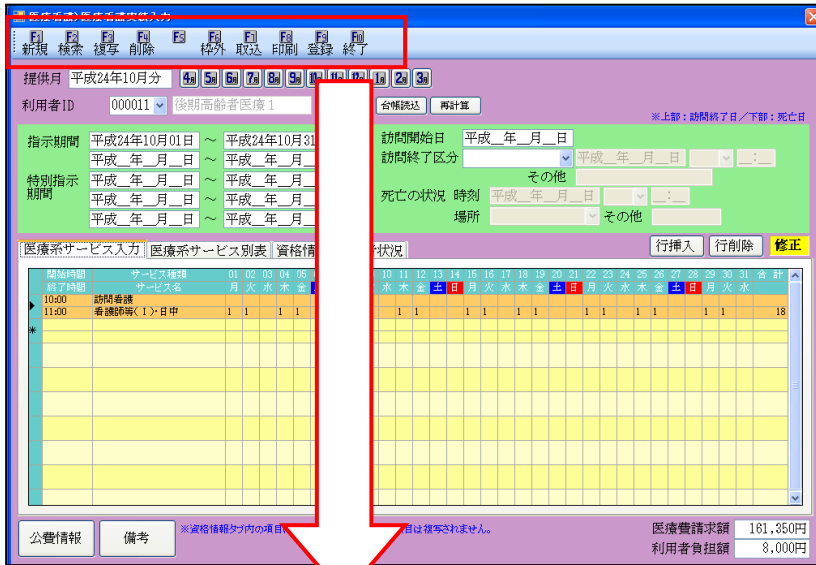 医療看護)医療看護実績入力
F1 F2 F3 F4 F5 F6 F7 F8 F9 F10
新規 検索 複写 削除 枠外 取込 印刷 登録 終了
提供月 平成24年10月分 4月 5月 6月 7月 8月 9月 10月 11月 12月 1月 2月 3月
利用者ID 000011 後期高齢者医療1 台帳読込 再計算
※上部:訪問終了日/下部:死亡日
指示期間 平成24年10月01日 ～ 平成24年10月31 訪問開始日 平成__年__月__日
平成__年__月__日 ～ 平成__年__月 訪問終了区分 平成__年__月__日 __:__
特別指示期間 平成__年__月__日 ～ 平成__年__月 その他
平成__年__月__日 ～ 平成__年__月 死亡の状況 時刻 平成__年__月__日 __:__
平成__年__月__日 ～ 平成__年__月 場所 その他
医療系サービス入力 医療系サービス別表 資格情 状況 行挿入 行削除 修正
開始時間 サービス種類 01 02 03 04 05 10 11 12 13 14 15 16 17 18 19 20 21 22 23 24 25 26 27 28 29 30 31 合 計
終了時間 サービス名 月 火 水 木 金 水 木 金 土 日 月 火 水 木 金 土 日 月 火 水 木 金 土 日 月 火 水
10:00 訪問看護
11:00 看護師等(Ⅰ)・日中 1 1 1 1 1 1 1 1 1 1 1 1 1 1 1 1 18
公費情報 備考 ※資格情報タブ内の項目 目は複写されません。 医療費請求額 161,350円
利用者負担額 8,000円